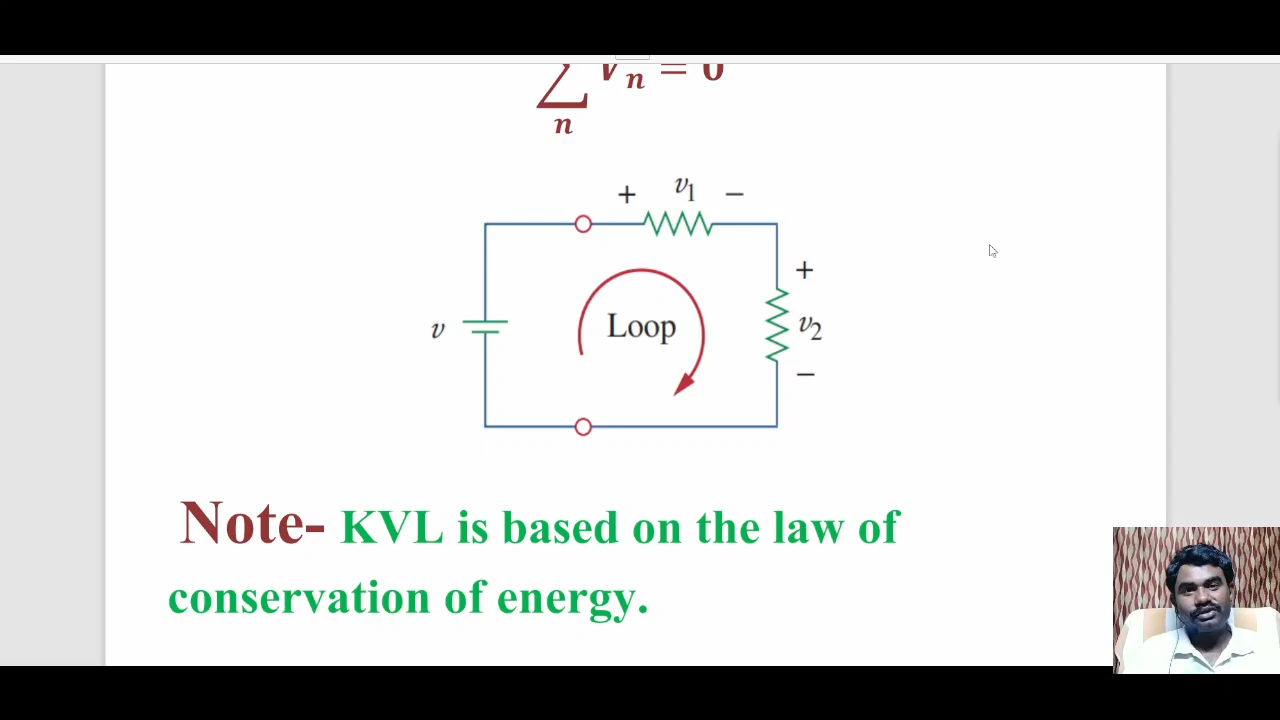 ∑ Vn = 0
n
+ v1 −
+
v Loop v2
−
Note- KVL is based on the law of
conservation of energy.